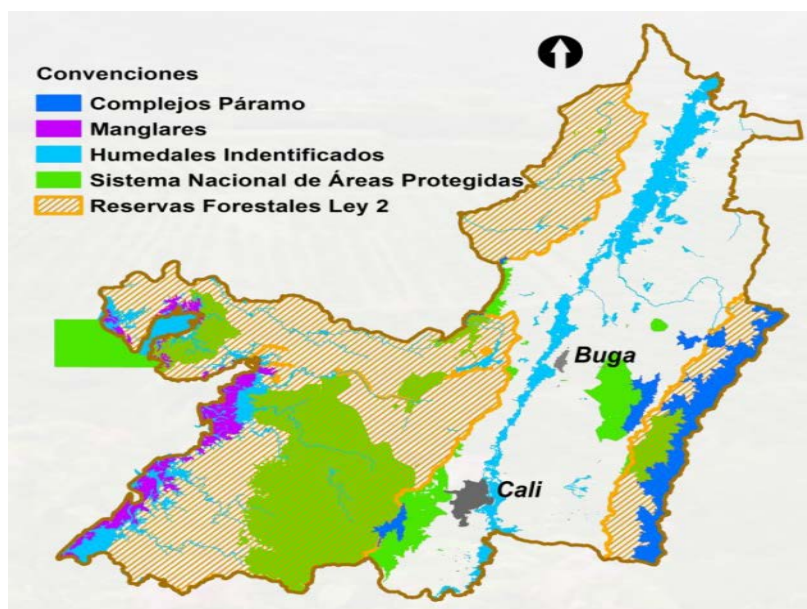 Convenciones
Complejos Páramo
Manglares
Humedales Indentificados
Sistema Nacional de Áreas Protegidas
Reservas Forestales Ley 2
Buga
Cali